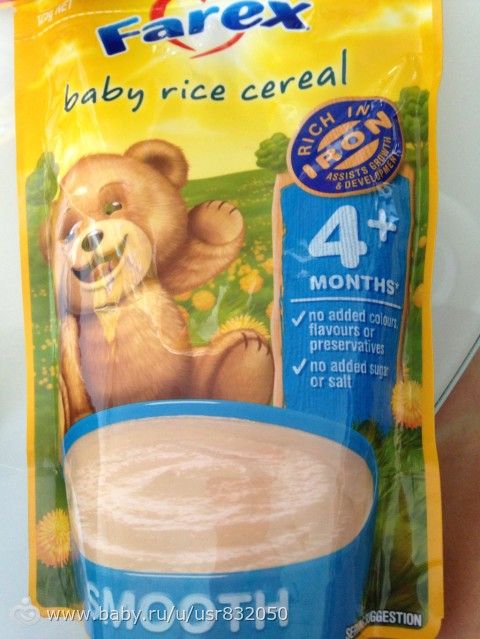 Farex
baby rice cereal
RICH IN
IRON
ASSISTS GROWTH
& DEVELOPMENT
4+
MONTHS*
no added colours,
flavours or
preservatives
no added sugar
or salt
SMOOTH
SUGGESTION
www.baby.ru/u/usr832050